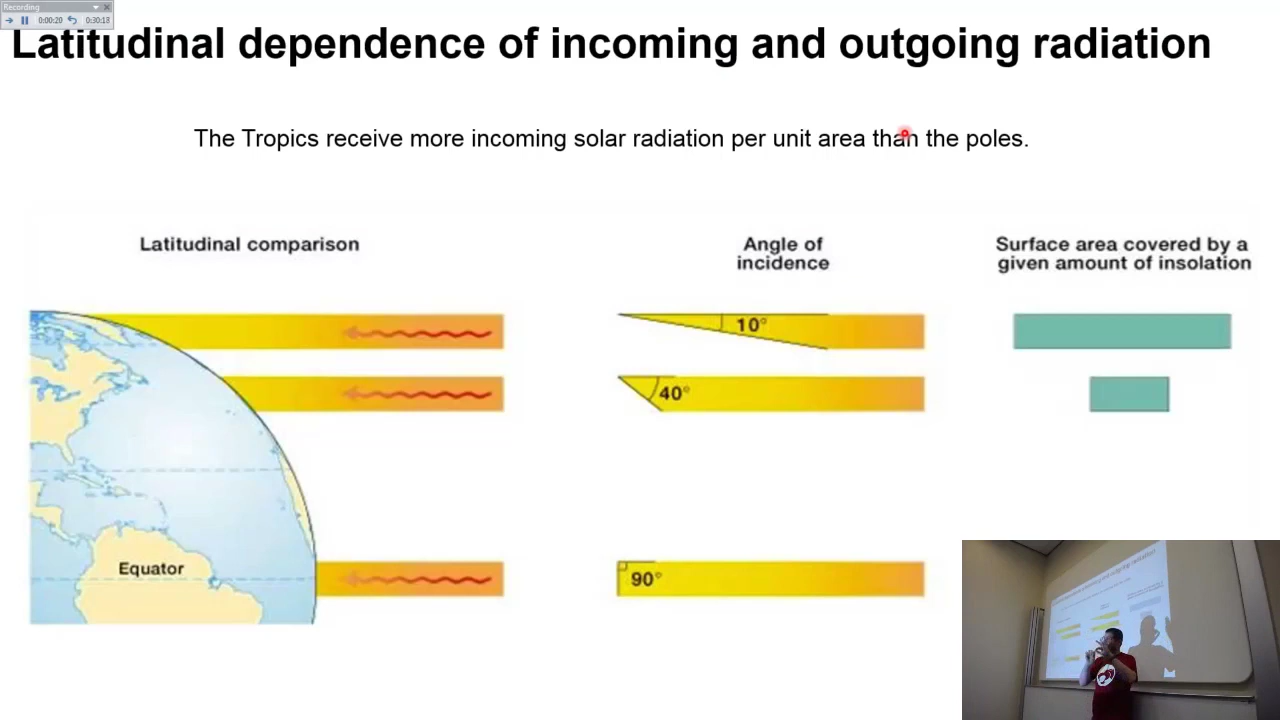 Recording
0:00:20
0:30:18
Latitudinal dependence of incoming and outgoing radiation
The Tropics receive more incoming solar radiation per unit area than the poles.
Latitudinal comparison
Angle of
incidence
Surface area covered by a
given amount of insolation
10°
40°
Equator
90°